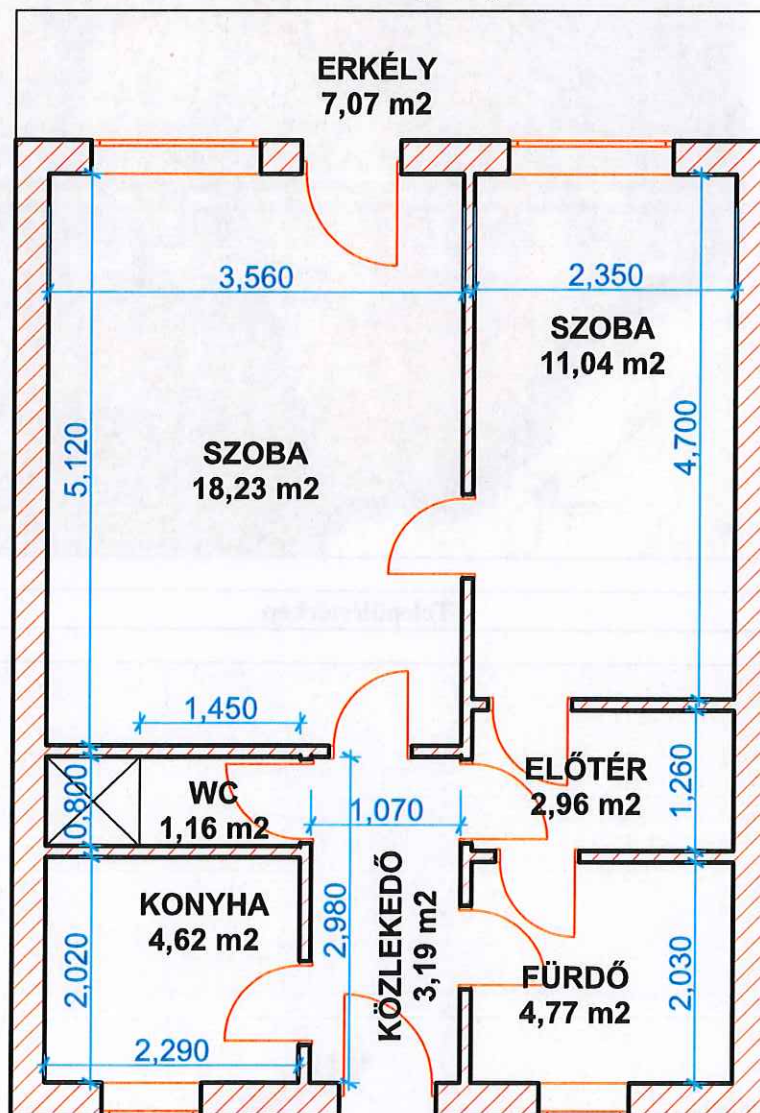 ERKÉLY
7,07 m2
3,560
2,350
SZOBA
11,04 m2
5,120
4,700
SZOBA
18,23 m2
1,450
0,800
WC
1,16 m2
1,070
ELŐTÉR
2,96 m2
1,260
KONYHA
4,62 m2
2,980
KÖZLEKEDŐ
3,19 m2
2,020
FÜRDŐ
4,77 m2
2,030
2,290